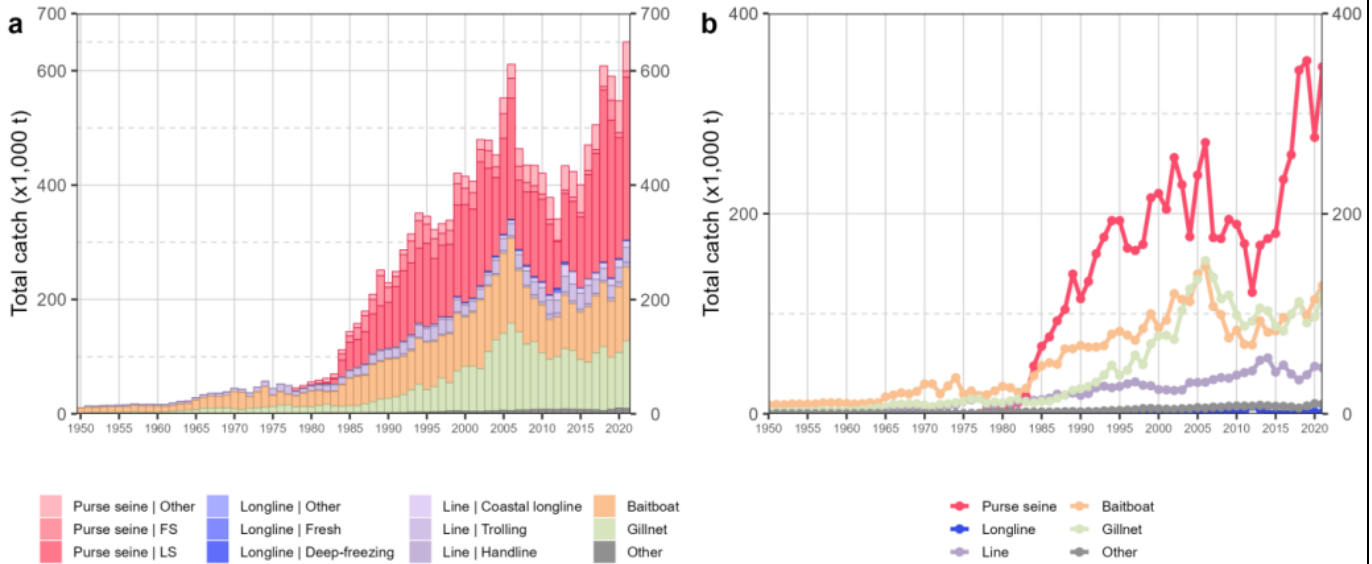 a
700
700
600
600
400
400
200
200
0
0
Total catch (x1,000 t)
1950 1955 1960 1965 1970 1975 1980 1985 1990 1995 2000 2005 2010 2015 2020
b
400
400
200
200
0
0
Total catch (x1,000 t)
1950 1955 1960 1965 1970 1975 1980 1985 1990 1995 2000 2005 2010 2015 2020
Purse seine | Other Longline | Other Line | Coastal longline Baitboat
Purse seine | FS Longline | Fresh Line | Trolling Gillnet
Purse seine | LS Longline | Deep-freezing Line | Handline Other
Purse seine Baitboat
Longline Gillnet
Line Other